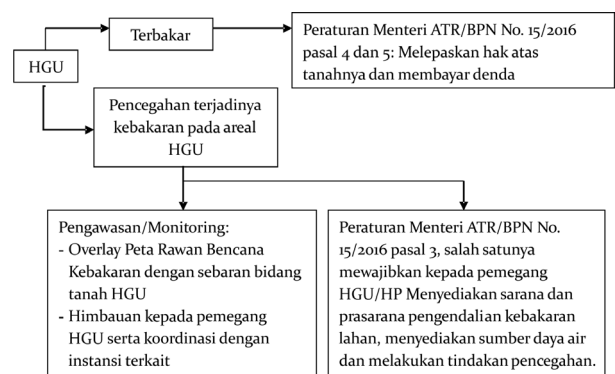 HGU
Terbakar
Peraturan Menteri ATR/BPN No. 15/2016
pasal 4 dan 5: Melepaskan hak atas
tanahnya dan membayar denda
Pencegahan terjadinya
kebakaran pada areal
HGU
Pengawasan/Monitoring:
- Overlay Peta Rawan Bencana
Kebakaran dengan sebaran bidang
tanah HGU
- Himbauan kepada pemegang
HGU serta koordinasi dengan
instansi terkait
Peraturan Menteri ATR/BPN No.
15/2016 pasal 3, salah satunya
mewajibkan kepada pemegang
HGU/HP Menyediakan sarana dan
prasarana pengendalian kebakaran
lahan, menyediakan sumber daya air
dan melakukan tindakan pencegahan.